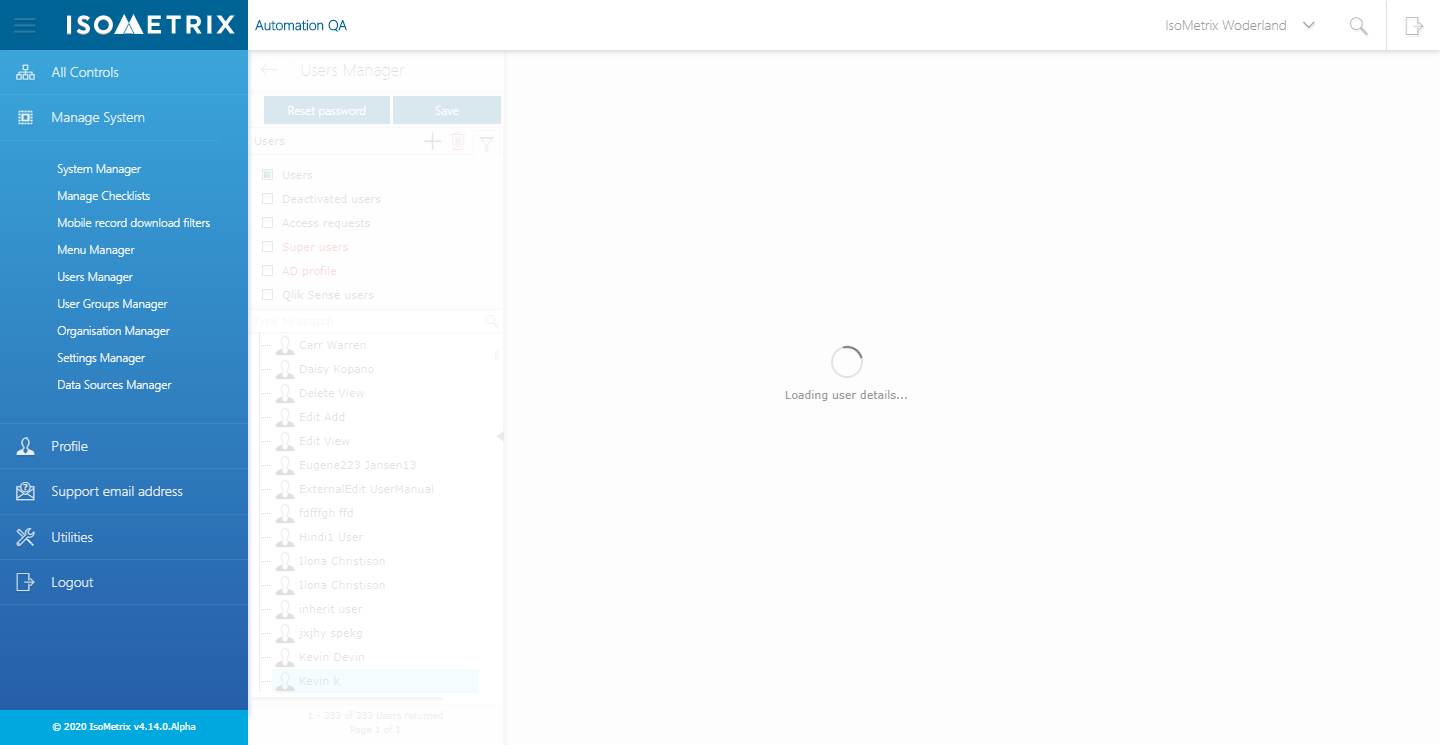 ISOMETRIX
Automation QA
IsoMetrix Woderland
All Controls
Manage System
System Manager
Manage Checklists
Mobile record download filters
Menu Manager
Users Manager
User Groups Manager
Organisation Manager
Settings Manager
Data Sources Manager
Profile
Support email address
Utilities
Logout
© 2020 IsoMetrix v4.14.0.Alpha
Users Manager
Reset password
Save
Users
Users
Deactivated users
Access requests
Super users
AD profile
Qlik Sense users
Type to search
Carr Warren
Daisy Kopano
Delete View
Edit Add
Edit View
Eugene223 Jansen13
ExternalEdit UserManual
fdfffgh ffd
Hindi1 User
Ilona Christison
Ilona Christison
inherit user
jxjhy spekg
Kevin Devin
Kevin k
1 - 333 of 333 Users returned
Page 1 of 1
Loading user details...